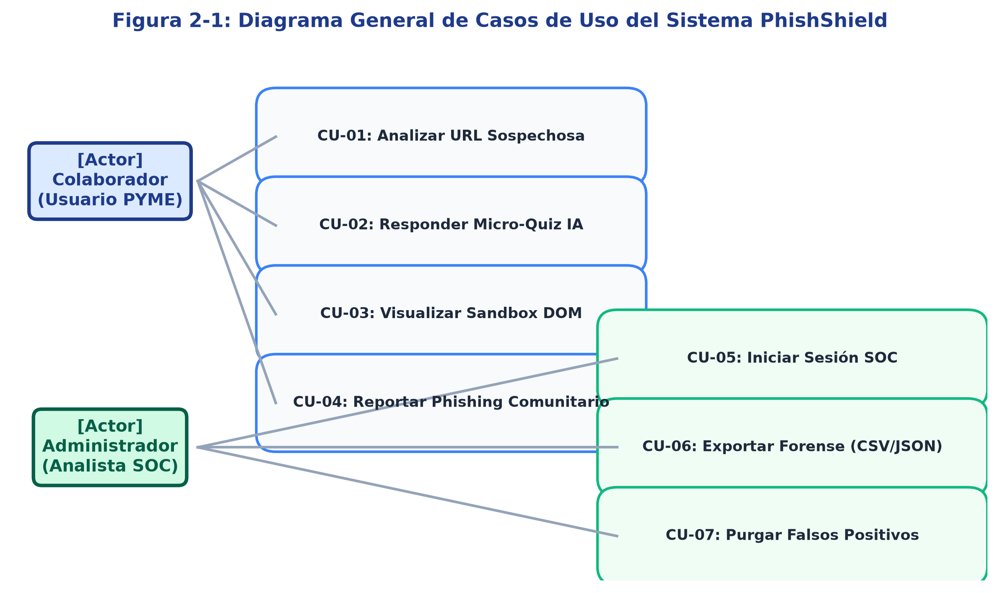 Figura 2-1: Diagrama General de Casos de Uso del Sistema PhishShield
[Actor]
Colaborador
(Usuario PYME)
CU-01: Analizar URL Sospechosa
CU-02: Responder Micro-Quiz IA
CU-03: Visualizar Sandbox DOM
CU-04: Reportar Phishing Comunitario
[Actor]
Administrador
(Analista SOC)
CU-05: Iniciar Sesión SOC
CU-06: Exportar Forense (CSV/JSON)
CU-07: Purgar Falsos Positivos